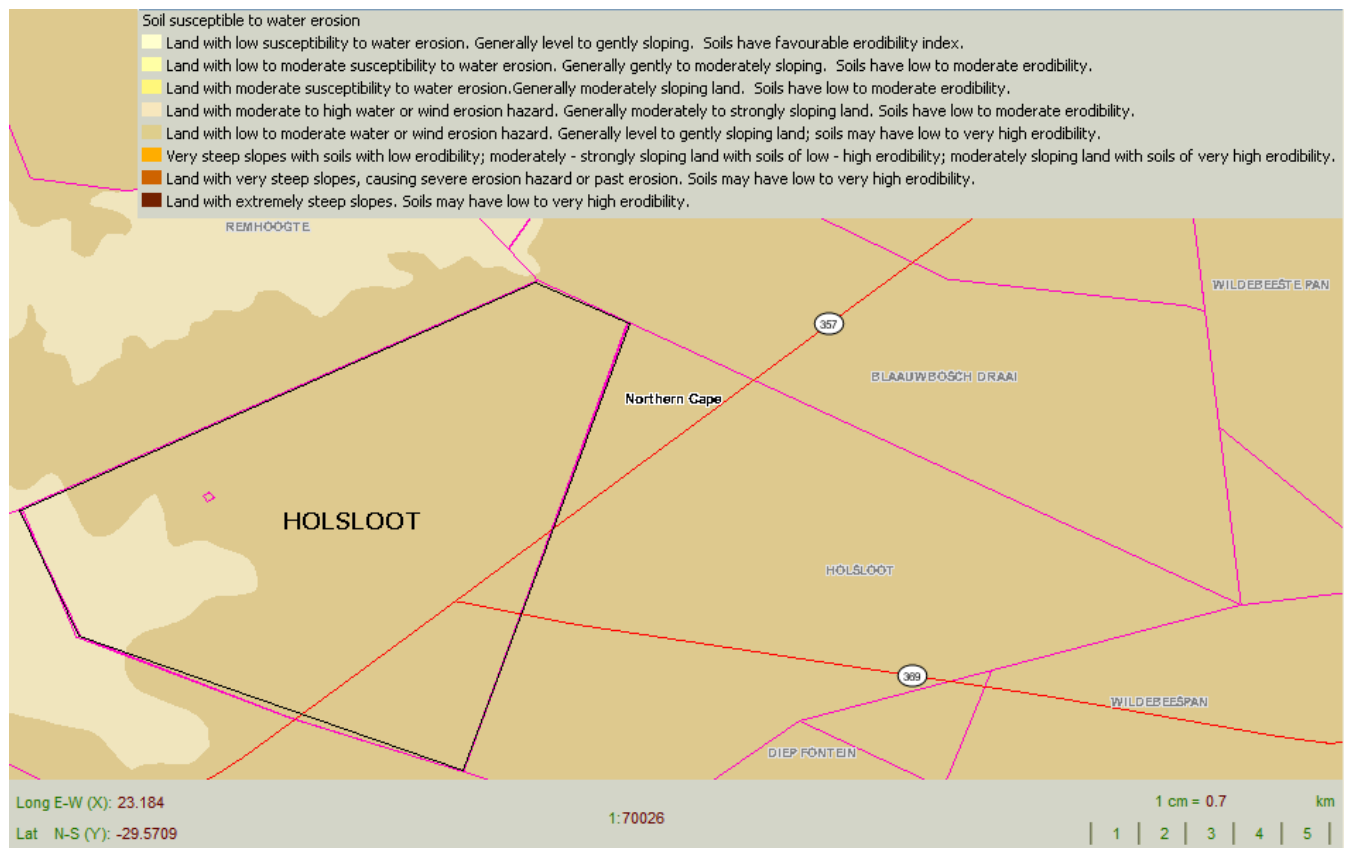 Soil susceptible to water erosion
Land with low susceptibility to water erosion. Generally level to gently sloping. Soils have favourable erodibility index.
Land with low to moderate susceptibility to water erosion. Generally gently to moderately sloping. Soils have low to moderate erodibility.
Land with moderate susceptibility to water erosion.Generally moderately sloping land. Soils have low to moderate erodibility.
Land with moderate to high water or wind erosion hazard. Generally moderately to strongly sloping land. Soils have low to moderate erodibility.
Land with low to moderate water or wind erosion hazard. Generally level to gently sloping land; soils may have low to very high erodibility.
Very steep slopes with soils with low erodibility; moderately - strongly sloping land with soils of low - high erodibility; moderately sloping land with soils of very high erodibility.
Land with very steep slopes, causing severe erosion hazard or past erosion. Soils may have low to very high erodibility.
Land with extremely steep slopes. Soils may have low to very high erodibility.
REMHOOGTE
WILDEBEESTE PAN
357
BLAAUWBOSCH DRAAI
Northern Cape
HOLSLOOT
HOLSLOOT
369
WILDEBEESPAN
DIEP FONTEIN
Long E-W (X): 23.184
1 cm = 0.7 km
1:70026
Lat N-S (Y): -29.5709
| 1 | 2 | 3 | 4 | 5 |